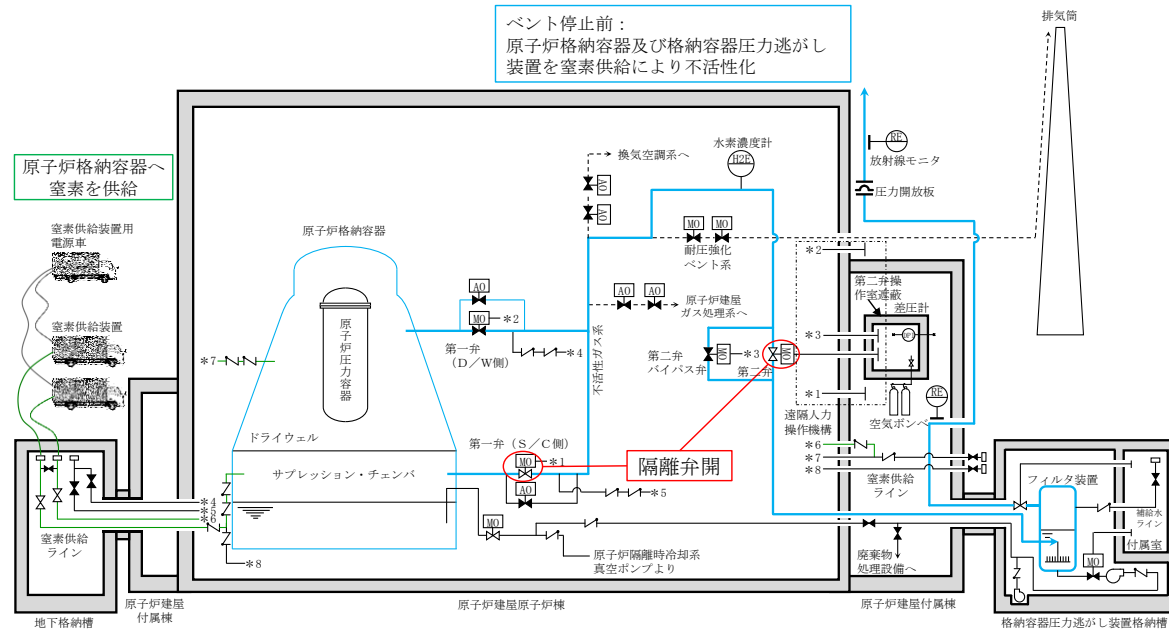 ベント停止前：
原子炉格納容器及び格納容器圧力逃がし
装置を窒素供給により不活性化
排気筒
原子炉格納容器へ
窒素を供給
窒素供給装置用
電源車
窒素供給装置
原子炉格納容器
原子炉圧力容器
換気空調系へ
水素濃度計
H2E
RE
放射線モニタ
圧力開放板
OV
OV
MO
MO
耐圧強化
ベント系
AO
AO
原子炉建屋
ガス処理系へ
不活性ガス系
AO
MO
＊2
第一弁
（D／W側）
＊4
＊7
第二弁
バイパス弁
MO
＊3
MO
第二弁
＊2
第二弁操
作室遮蔽
差圧計
DPI
＊3
＊1
遠隔人力
操作機構
空気ボンベ
RE
ドライウェル
サプレッション・チェンバ
第一弁（S／C側）
MO
＊1
AO
＊5
隔離弁開
＊6
＊7
＊8
窒素供給
ライン
フィルタ装置
補給水
ライン
付属室
MO
窒素供給
ライン
＊4
＊5
＊6
＊8
MO
原子炉隔離時冷却系
真空ポンプより
廃棄物
処理設備へ
地下格納槽
原子炉建屋
付属棟
原子炉建屋原子炉棟
原子炉建屋付属棟
格納容器圧力逃がし装置格納槽